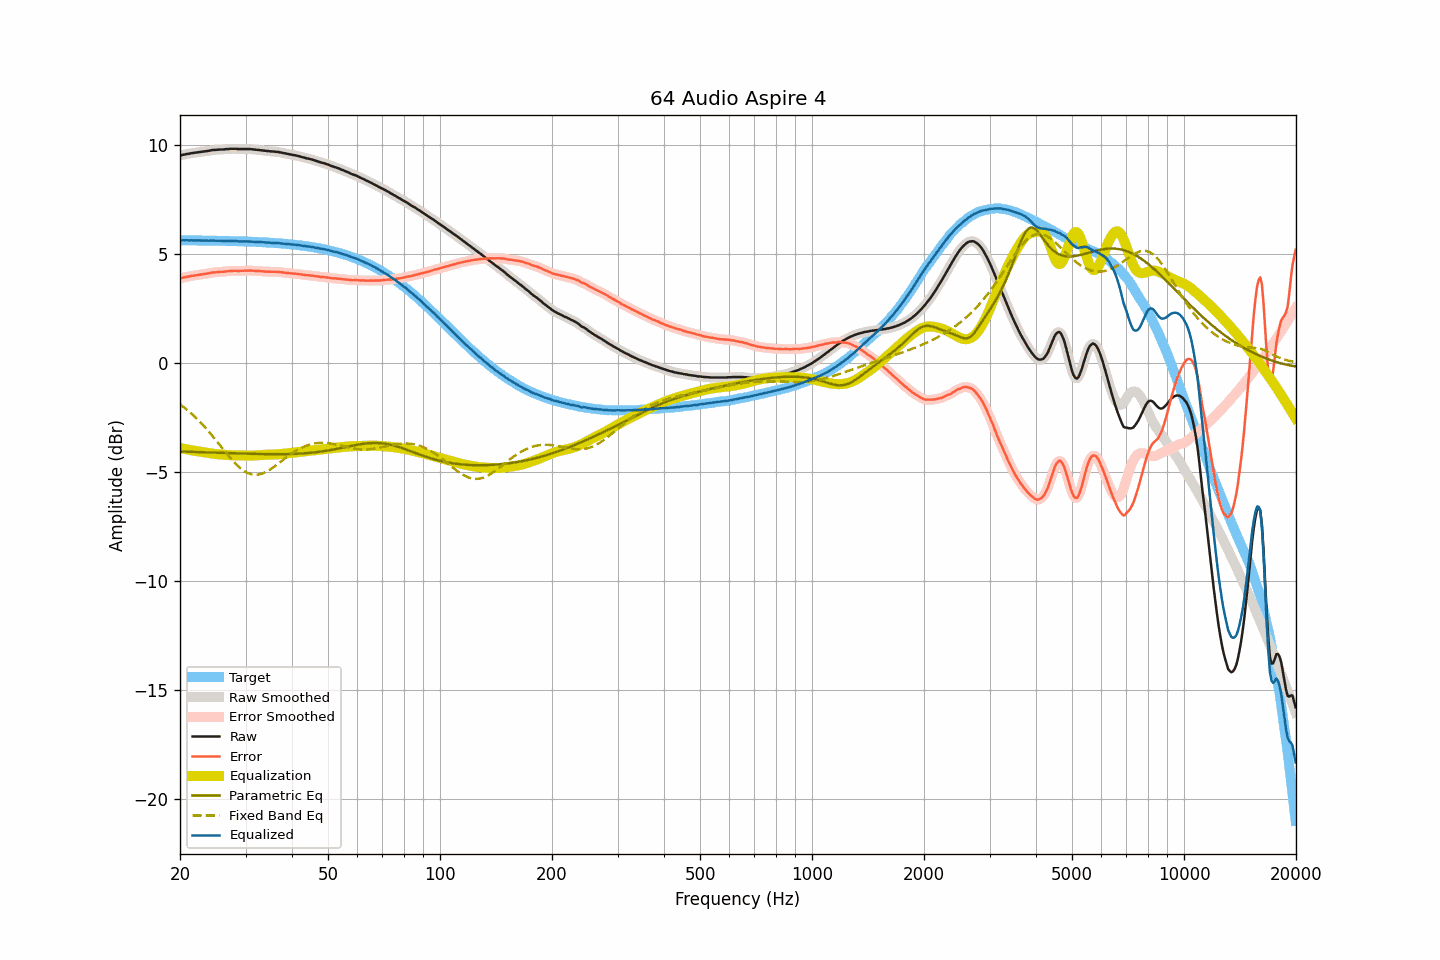 64 Audio Aspire 4
10
5
0
−5
−10
−15
−20
Amplitude (dBr)
Target
Raw Smoothed
Error Smoothed
Raw
Error
Equalization
Parametric Eq
Fixed Band Eq
Equalized
20 50 100 200 500 1000 2000 5000 10000 20000
Frequency (Hz)